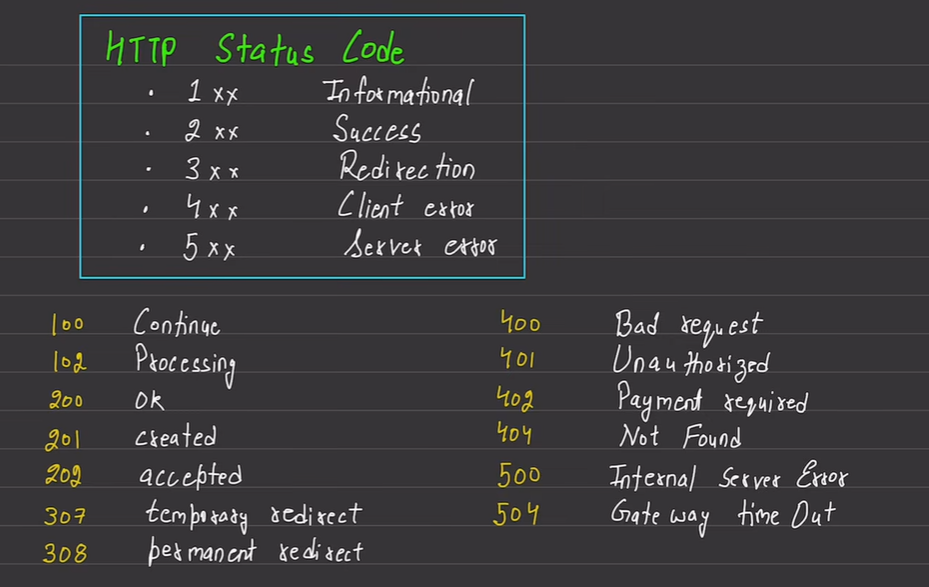 HTTP Status Code
· 1xx Informational
· 2xx Success
· 3xx Redirection
· 4xx Client error
· 5xx Server error
100 Continue
102 Processing
200 Ok
201 created
202 accepted
307 temporary redirect
308 permanent redirect
400 Bad request
401 Unauthorized
402 Payment required
404 Not Found
500 Internal Server Error
504 Gateway time Out